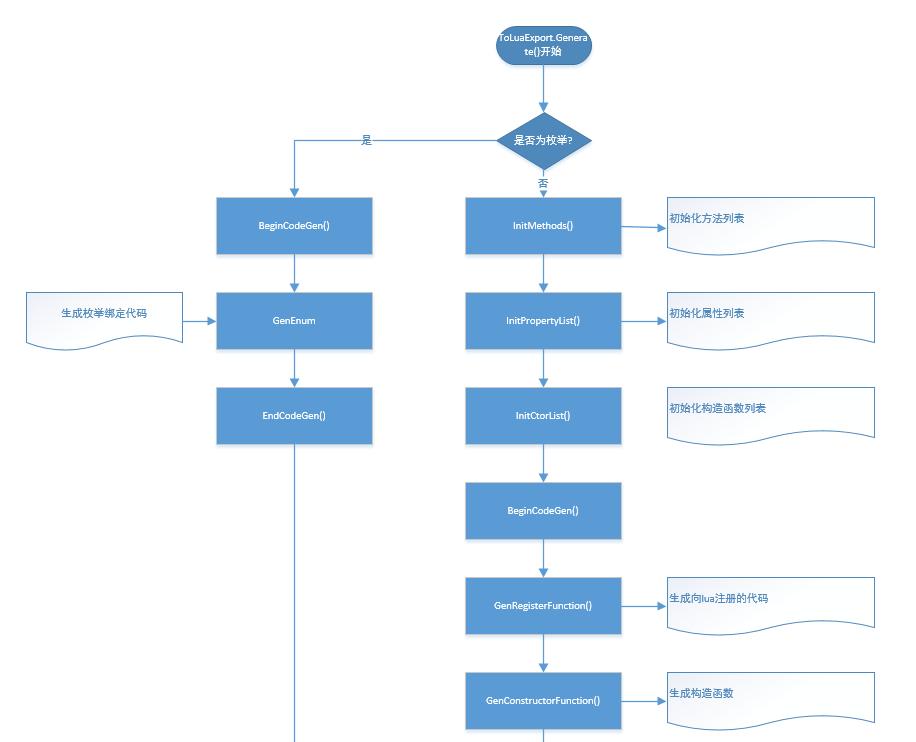 ToLuaExport.Genera
te()开始
是否为枚举?
是
否
BeginCodeGen()
InitMethods()
初始化方法列表
生成枚举绑定代码
GenEnum
InitPropertyList()
初始化属性列表
EndCodeGen()
InitCtorList()
初始化构造函数列表
BeginCodeGen()
GenRegisterFunction()
生成向lua注册的代码
GenConstructorFunction()
生成构造函数